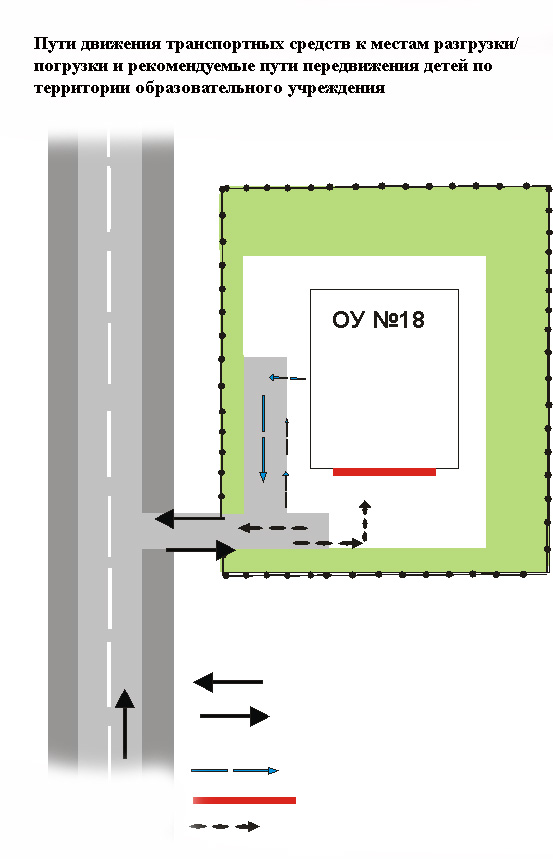 Пути движения транспортных средств к местам разгрузки/
погрузки и рекомендуемые пути передвижения детей по
территории образовательного учреждения
ОУ №18